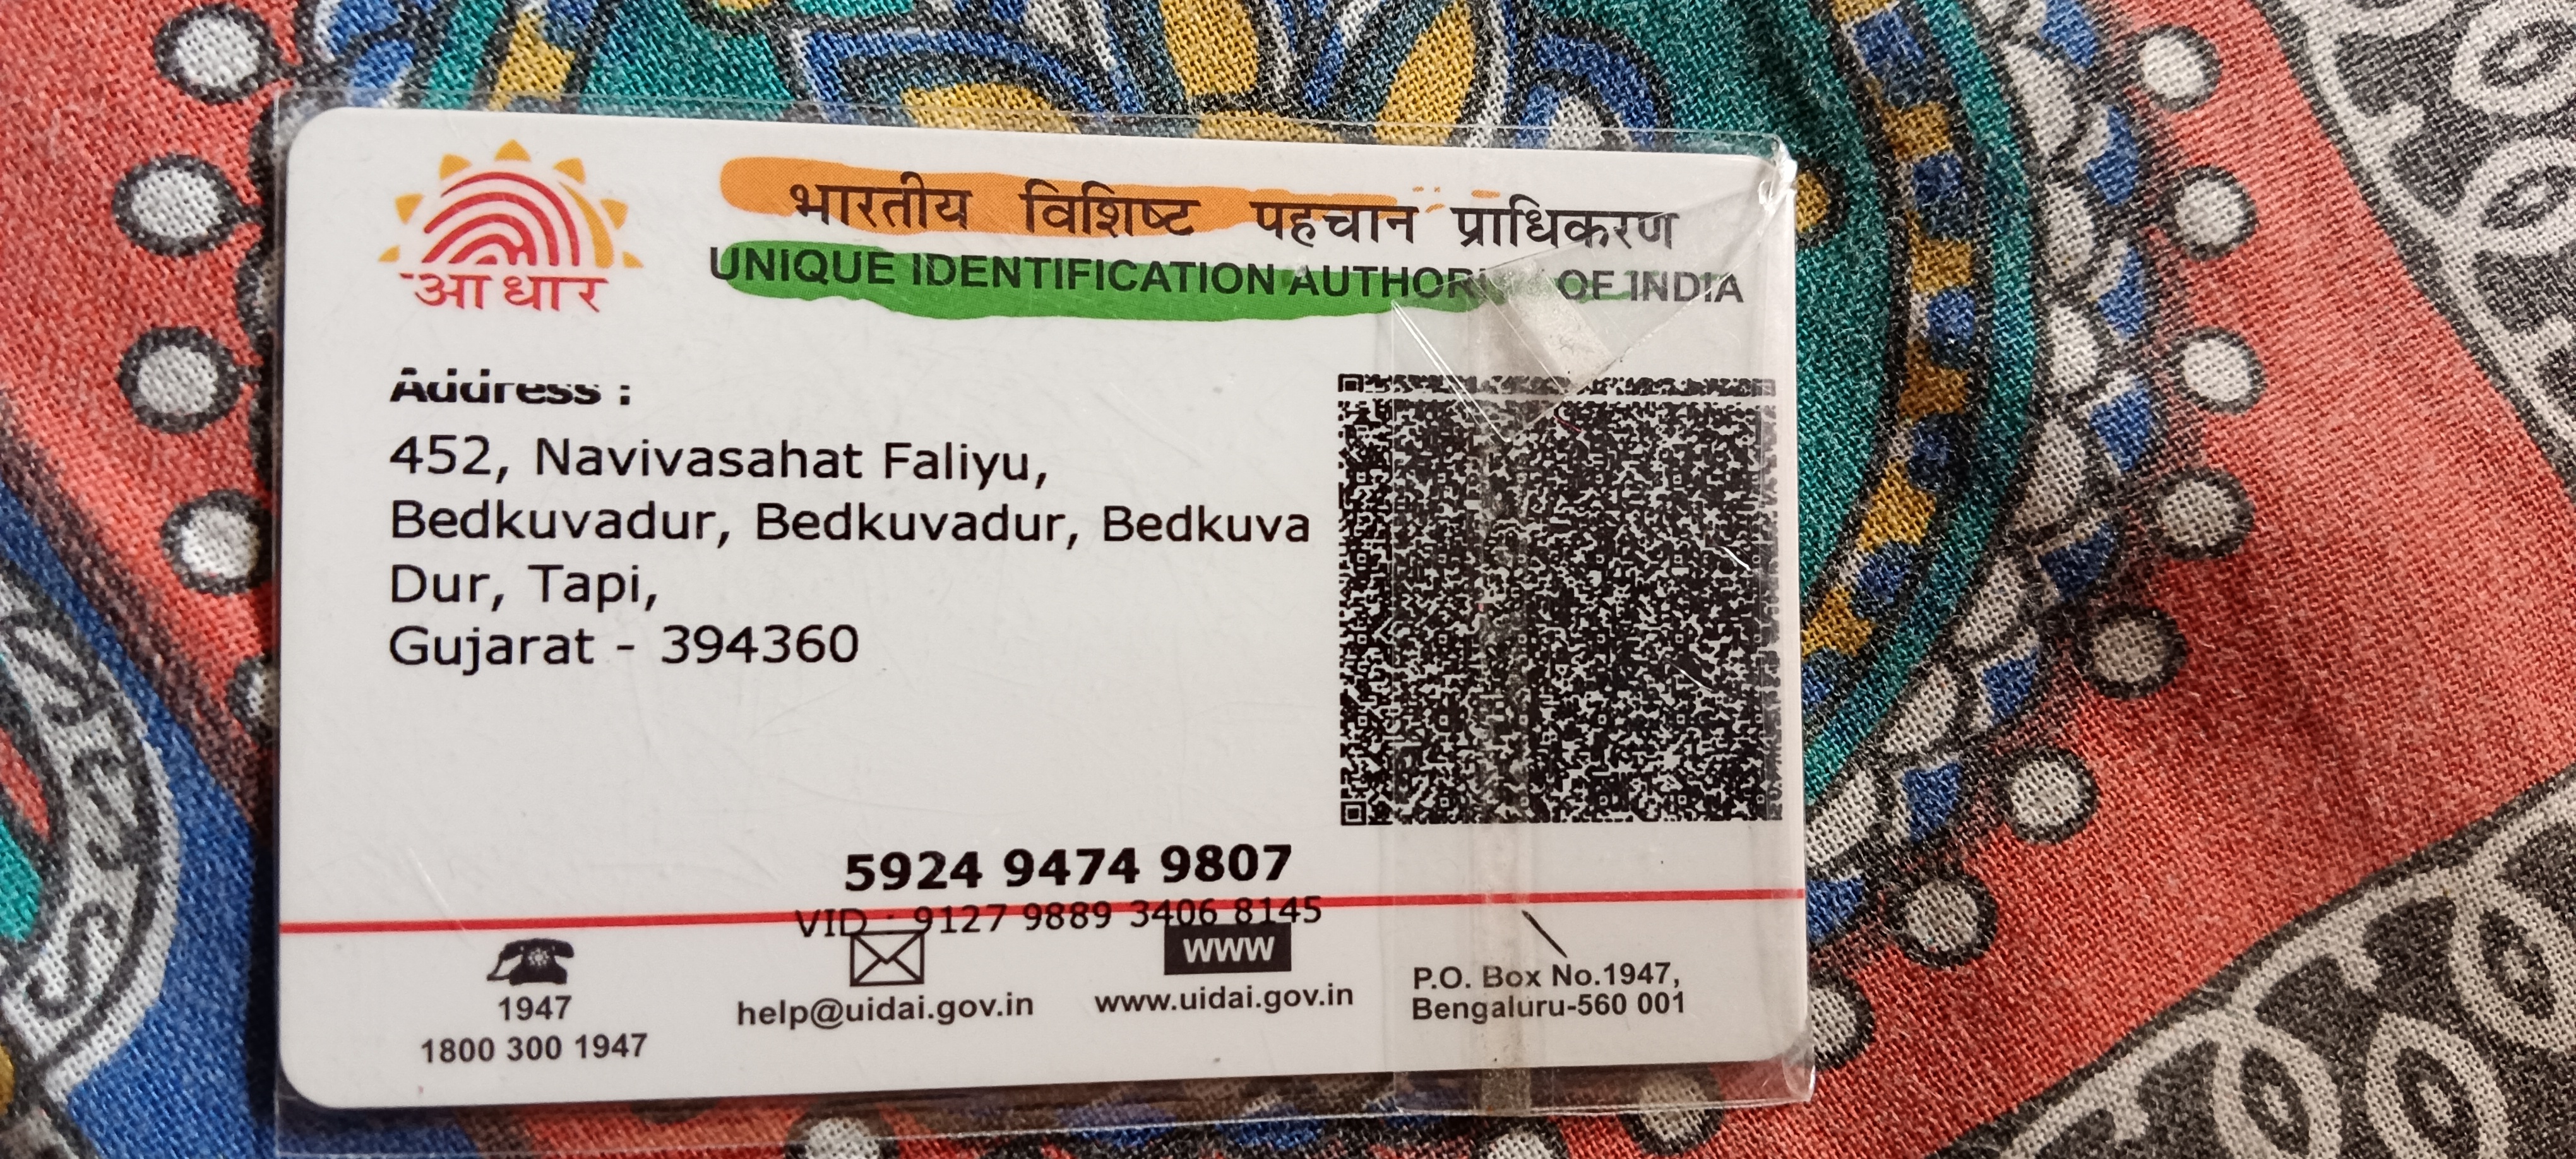 आधार
भारतीय विशिष्ट पहचान प्राधिकरण
UNIQUE IDENTIFICATION AUTHORITY OF INDIA
Address :
452, Navivasahat Faliyu,
Bedkuvadur, Bedkuvadur, Bedkuva
Dur, Tapi,
Gujarat - 394360
5924 9474 9807
VID : 9127 9889 3406 8145
1947
1800 300 1947
help@uidai.gov.in
www
www.uidai.gov.in
P.O. Box No.1947,
Bengaluru-560 001